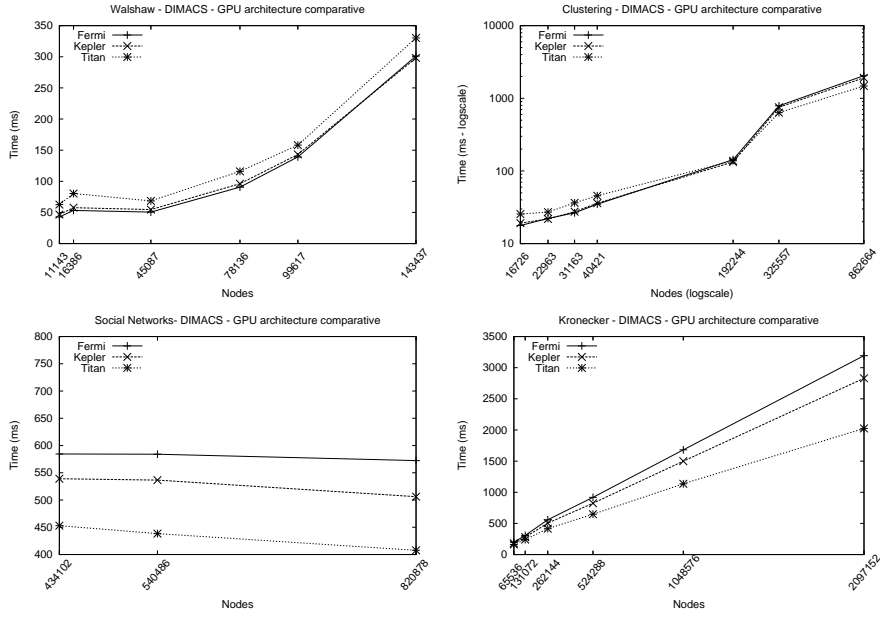 Walshaw - DIMACS - GPU architecture comparative
350
300
250
200
150
100
50
0
Time (ms)
Fermi
Kepler
Titan
11143
16386
45087
78136
99617
143437
Nodes
Clustering - DIMACS - GPU architecture comparative
10000
1000
100
10
Time (ms - logscale)
Fermi
Kepler
Titan
16726
22963
31163
40421
192244
325557
862664
Nodes (logscale)
Social Networks- DIMACS - GPU architecture comparative
800
750
700
650
600
550
500
450
400
Time (ms)
Fermi
Kepler
Titan
434102
540486
820878
Nodes
Kronecker - DIMACS - GPU architecture comparative
3500
3000
2500
2000
1500
1000
500
0
Time (ms)
Fermi
Kepler
Titan
65536
131072
262144
524288
1048576
2097152
Nodes